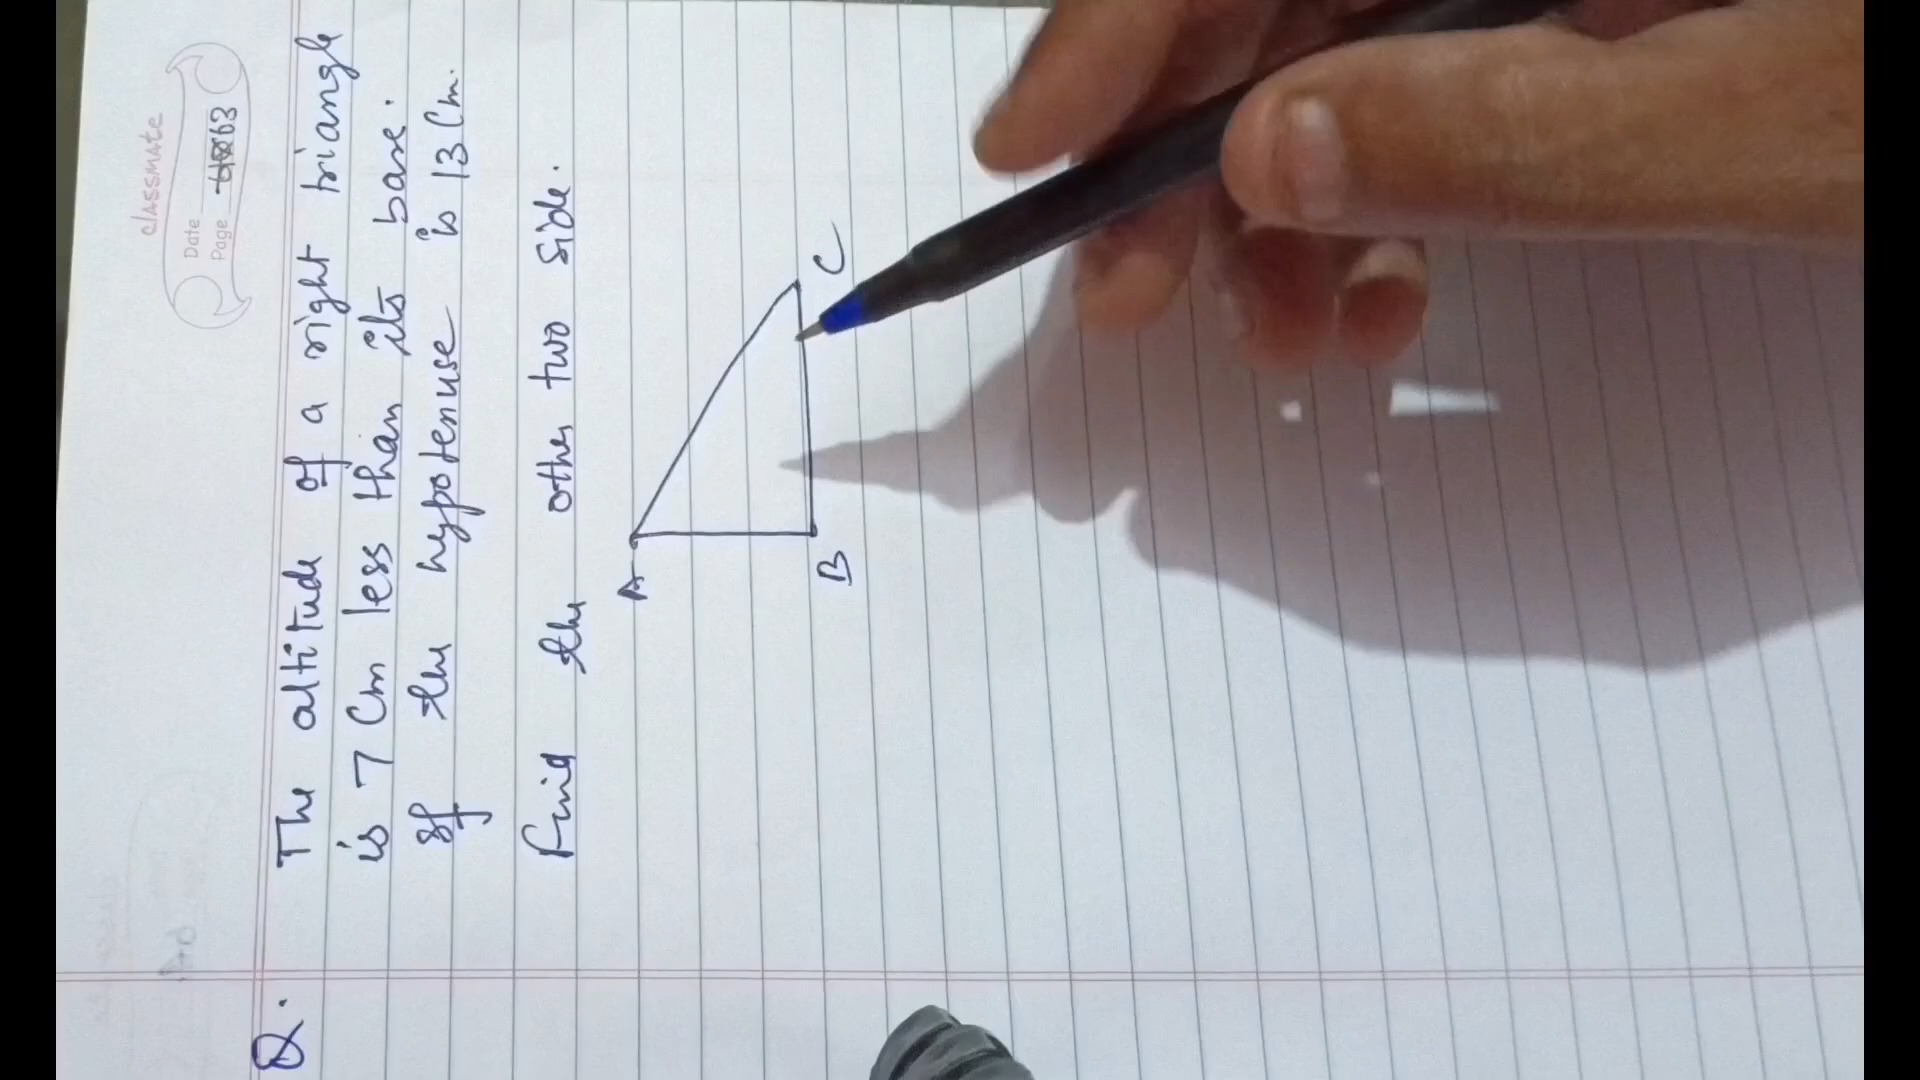 classmate
Date
Page 63
Q. The altitude of a right triangle
is 7 Cm less than its base.
If the hypotenuse is 13 Cm.
Find the other two side.
A
B
C